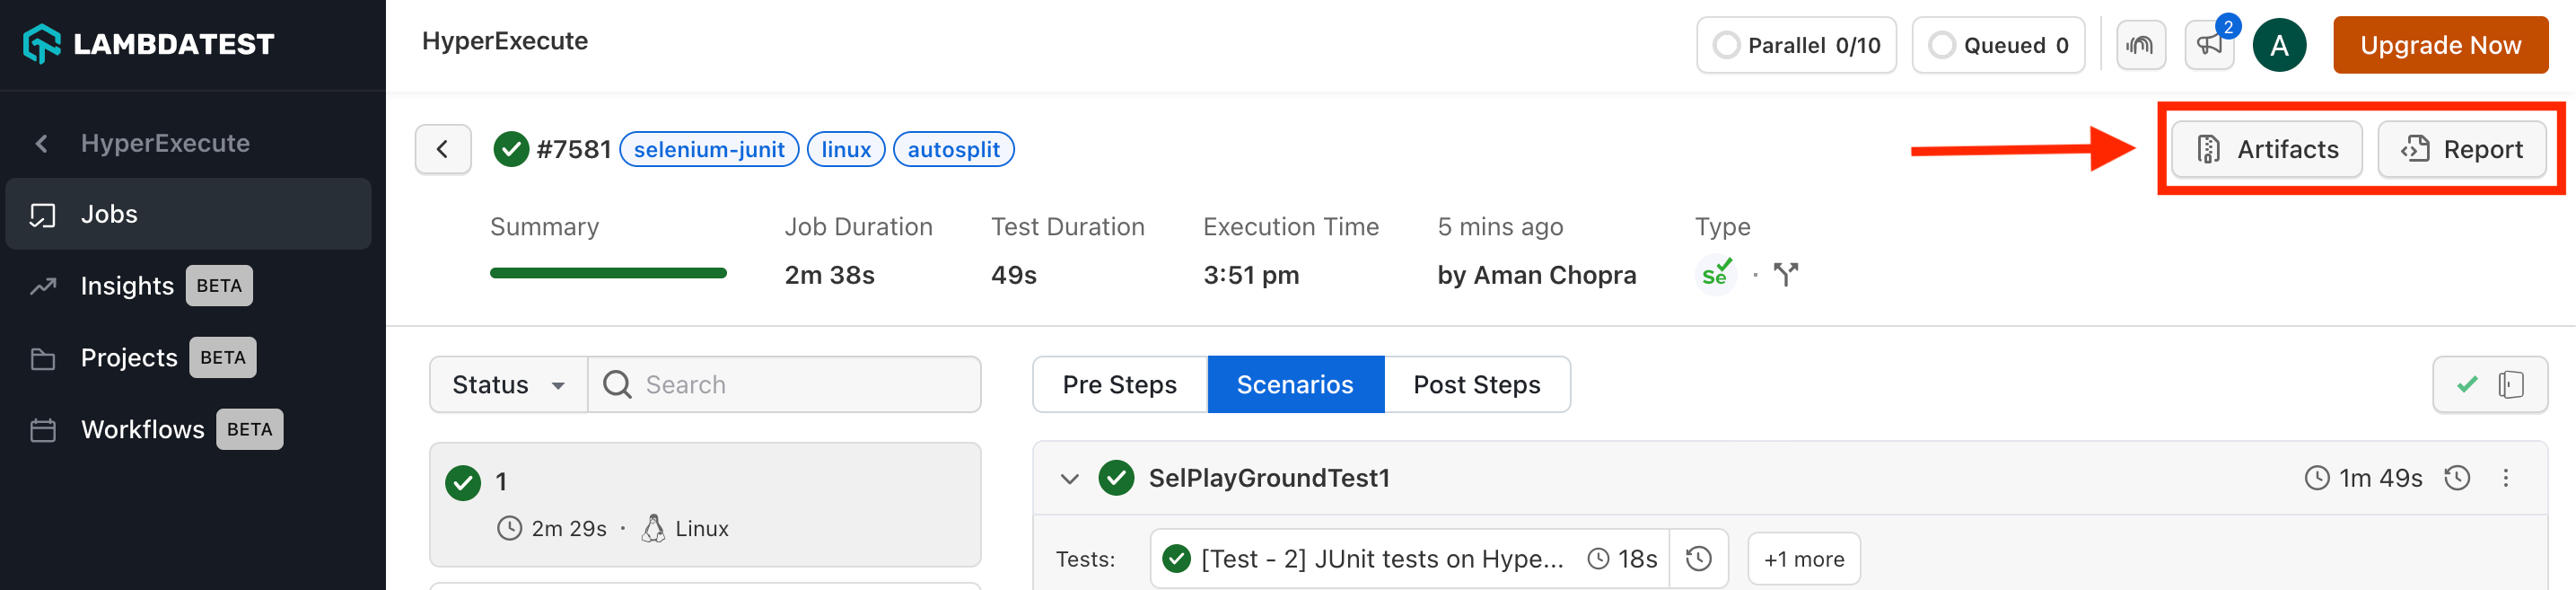 LAMBDATEST
HyperExecute
Jobs
Insights BETA
Projects BETA
Workflows BETA
HyperExecute
Parallel 0/10
Queued 0
2
A
Upgrade Now
#7581 selenium-junit linux autosplit
Artifacts
Report
Summary
Job Duration
2m 38s
Test Duration
49s
Execution Time
3:51 pm
5 mins ago
by Aman Chopra
Type
se
Status
Search
Pre Steps
Scenarios
Post Steps
1
2m 29s · Linux
SelPlayGroundTest1
1m 49s
Tests:
[Test - 2] JUnit tests on Hype...
18s
+1 more